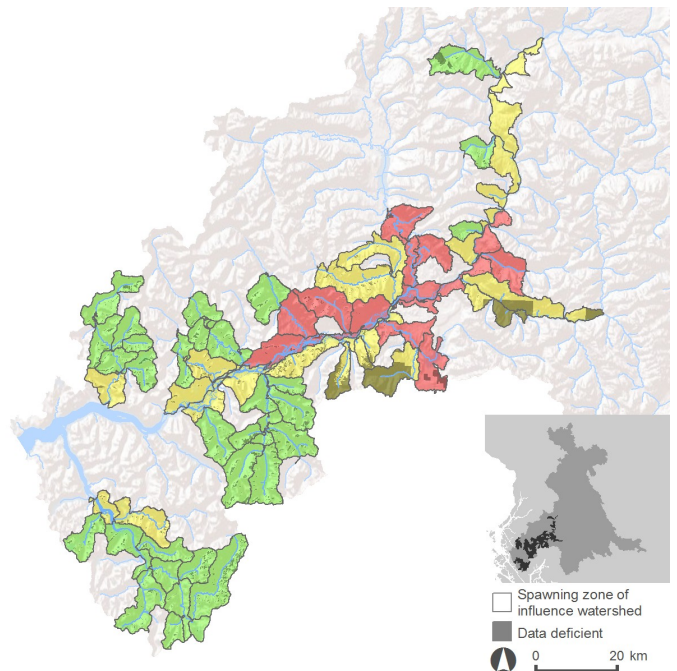 Spawning zone of
influence watershed
Data deficient
0 20 km